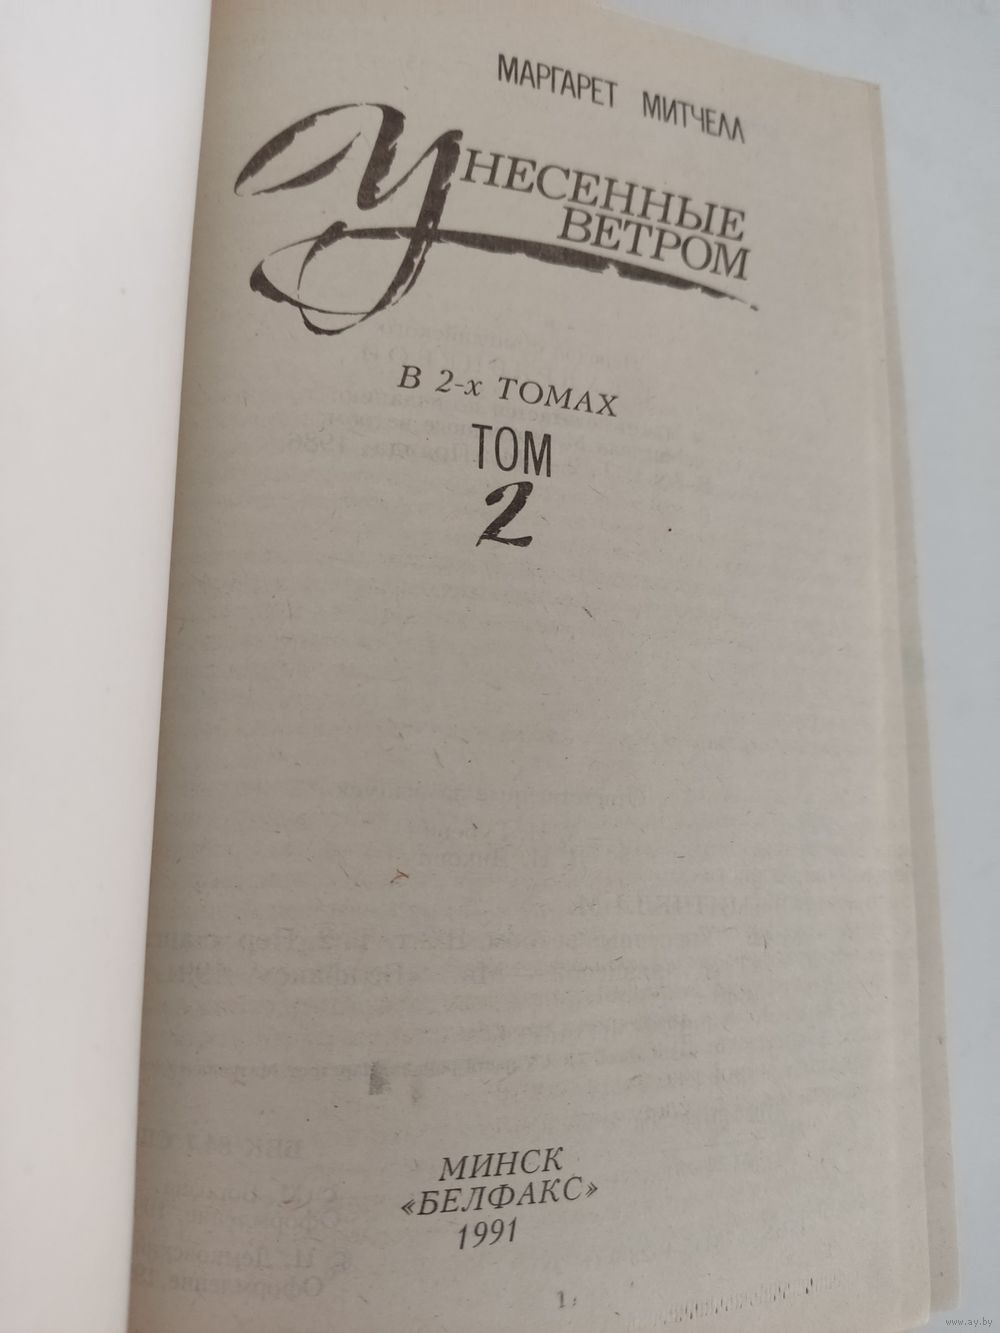 МАРГАРЕТ МИТЧЕЛЛ
УНЕСЕННЫЕ
ВЕТРОМ
В 2-х ТОМАХ
ТОМ
2
МИНСК
«БЕЛФАКС»
1991
1
www.ay.by